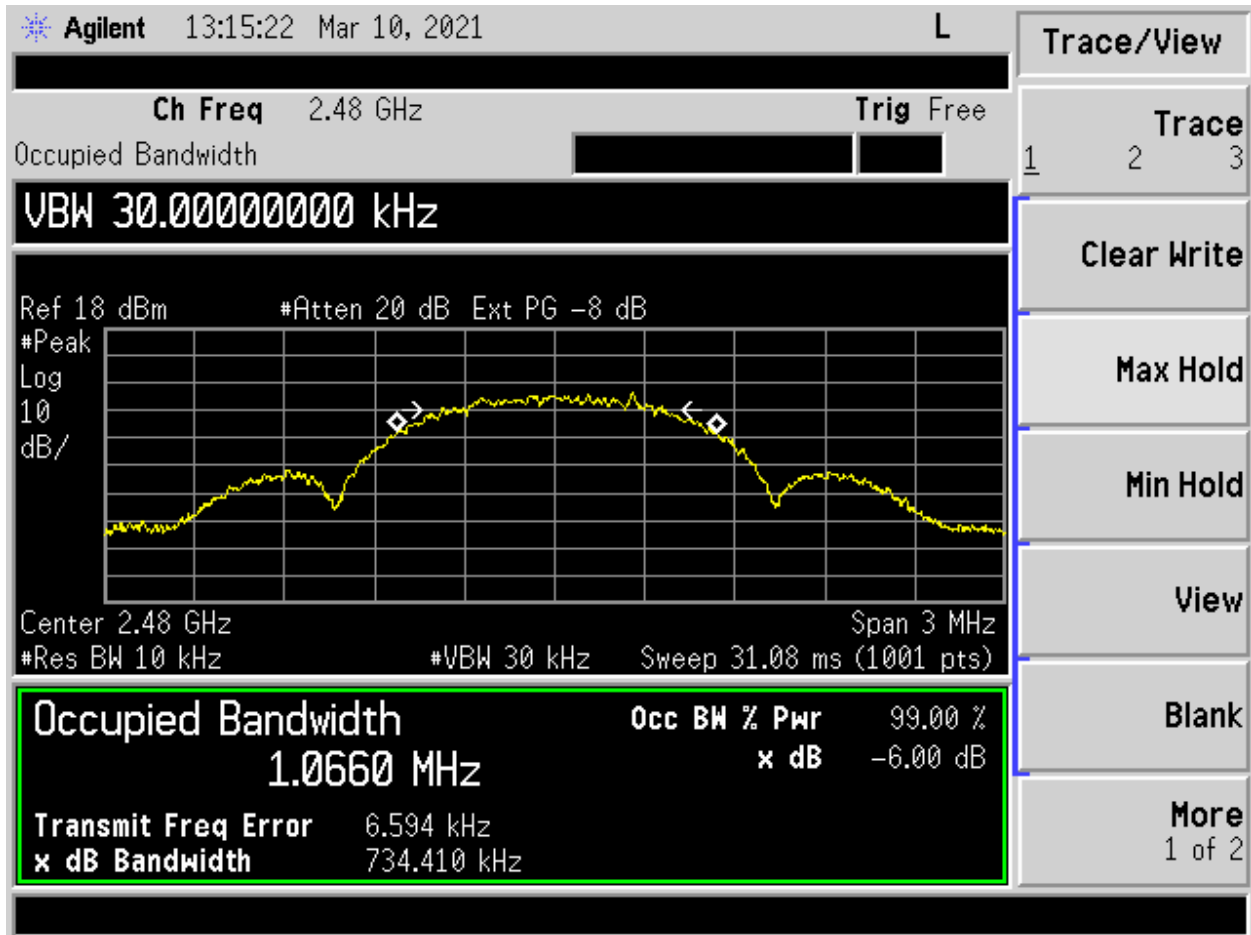 Agilent 13:15:22 Mar 10, 2021 L
Trace/View
Ch Freq 2.48 GHz Trig Free
Occupied Bandwidth
Trace
1 2 3
VBW 30.00000000 kHz
Clear Write
Ref 18 dBm #Atten 20 dB Ext PG -8 dB
#Peak
Log
10
dB/
Max Hold
Min Hold
View
Center 2.48 GHz Span 3 MHz
#Res BW 10 kHz #VBW 30 kHz Sweep 31.08 ms (1001 pts)
Occupied Bandwidth Occ BW % Pwr 99.00 %
1.0660 MHz x dB -6.00 dB
Blank
Transmit Freq Error 6.594 kHz
x dB Bandwidth 734.410 kHz
More
1 of 2